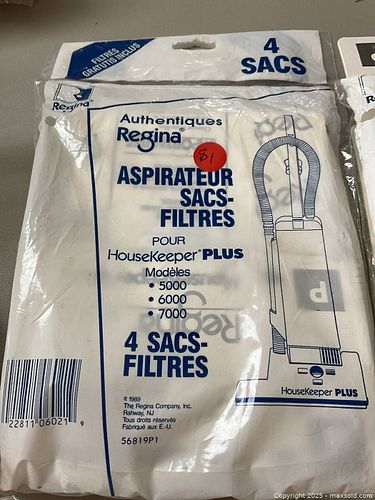 FILTRES
GRATUITS INCLUS
4
SACS
Regina®
Authentiques
Regina®
$1
ASPIRATEUR
SACS-
FILTRES
POUR
HouseKeeper® PLUS
Modèles
• 5000
• 6000
• 7000
4 SACS-
FILTRES
P
Regina
HouseKeeper PLUS
© 1989
The Regina Company, Inc.
Rahway, NJ
Tous droits réservés
Fabriqué aux É.-U.
56819P1
22811 06021 9
Copyright 2025 - maxsold.com